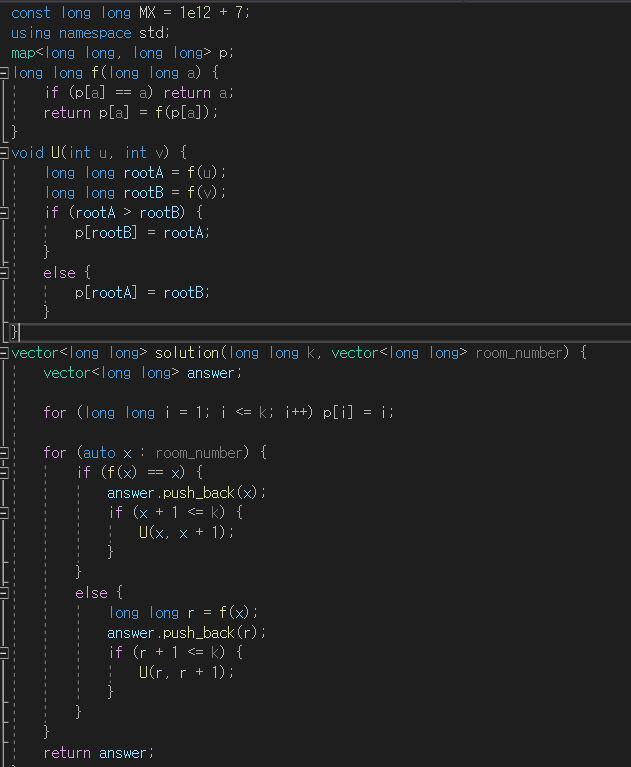 const long long MX = 1e12 + 7;
using namespace std;
map<long long, long long> p;
long long f(long long a) {
    if (p[a] == a) return a;
    return p[a] = f(p[a]);
}
void U(int u, int v) {
    long long rootA = f(u);
    long long rootB = f(v);
    if (rootA > rootB) {
        p[rootB] = rootA;
    }
    else {
        p[rootA] = rootB;
    }
}
vector<long long> solution(long long k, vector<long long> room_number) {
    vector<long long> answer;
    for (long long i = 1; i <= k; i++) p[i] = i;
    for (auto x : room_number) {
        if (f(x) == x) {
            answer.push_back(x);
            if (x + 1 <= k) {
                U(x, x + 1);
            }
        }
        else {
            long long r = f(x);
            answer.push_back(r);
            if (r + 1 <= k) {
                U(r, r + 1);
            }
        }
    }
    return answer;